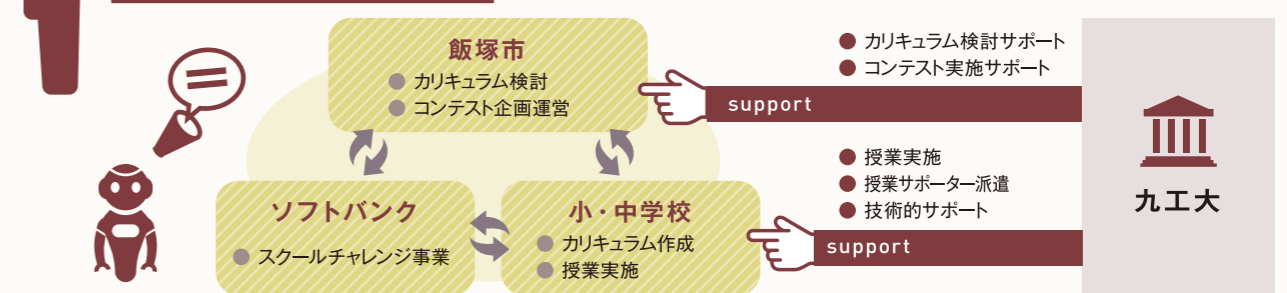 飯塚市
● カリキュラム検討
● コンテスト企画運営
● カリキュラム検討サポート
● コンテスト実施サポート
support
ソフトバンク
● スクールチャレンジ事業
小・中学校
● カリキュラム作成
● 授業実施
● 授業実施
● 授業サポーター派遣
● 技術的サポート
support
九工大